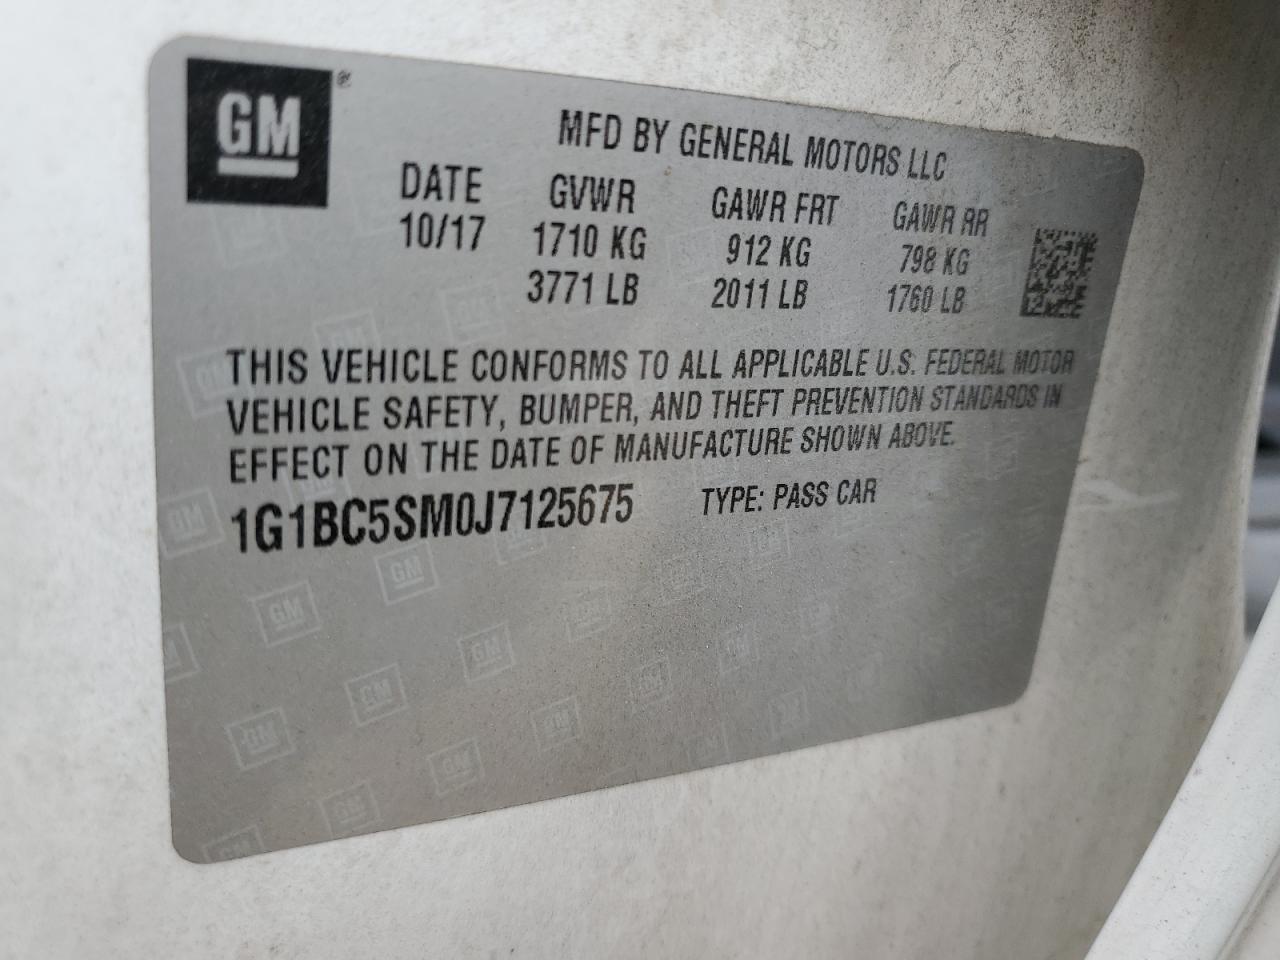 GM ®
MFD BY GENERAL MOTORS LLC
DATE GVWR GAWR FRT GAWR RR
10/17 1710 KG 912 KG 798 KG
3771 LB 2011 LB 1760 LB
THIS VEHICLE CONFORMS TO ALL APPLICABLE U.S. FEDERAL MOTOR
VEHICLE SAFETY, BUMPER, AND THEFT PREVENTION STANDARDS IN
EFFECT ON THE DATE OF MANUFACTURE SHOWN ABOVE.
1G1BC5SM0J7125675 TYPE: PASS CAR